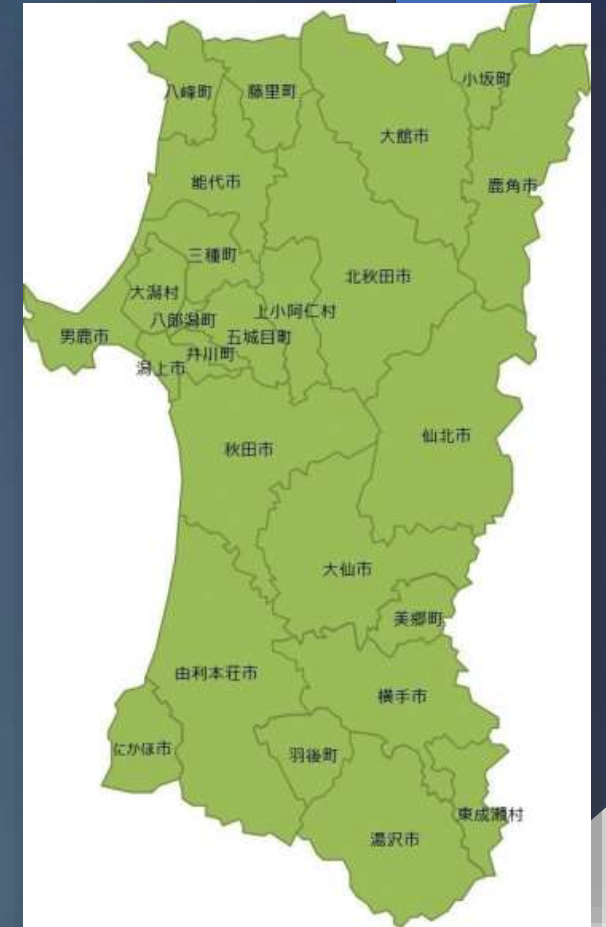 小坂町
八峰町
藤里町
大館市
能代市
鹿角市
三種町
北秋田市
大潟村
上小阿仁村
八郎潟町
男鹿市
五城目町
井川町
潟上市
仙北市
秋田市
大仙市
美郷町
由利本荘市
横手市
にかほ市
羽後町
東成瀬村
湯沢市